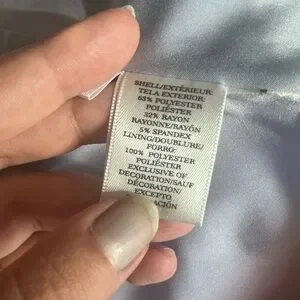 SHELL/EXTÉRIEUR:
TELA EXTERIOR:
63% POLYESTER
POLIÉSTER
32% RAYON
RAYONNE/RAYÓN
5% SPANDEX
LINING/DOUBLURE/
FORRO:
100% POLYESTER
POLIÉSTER
EXCLUSIVE OF
DECORATION/SAUF
DÉCORATION/
EXCEPTO